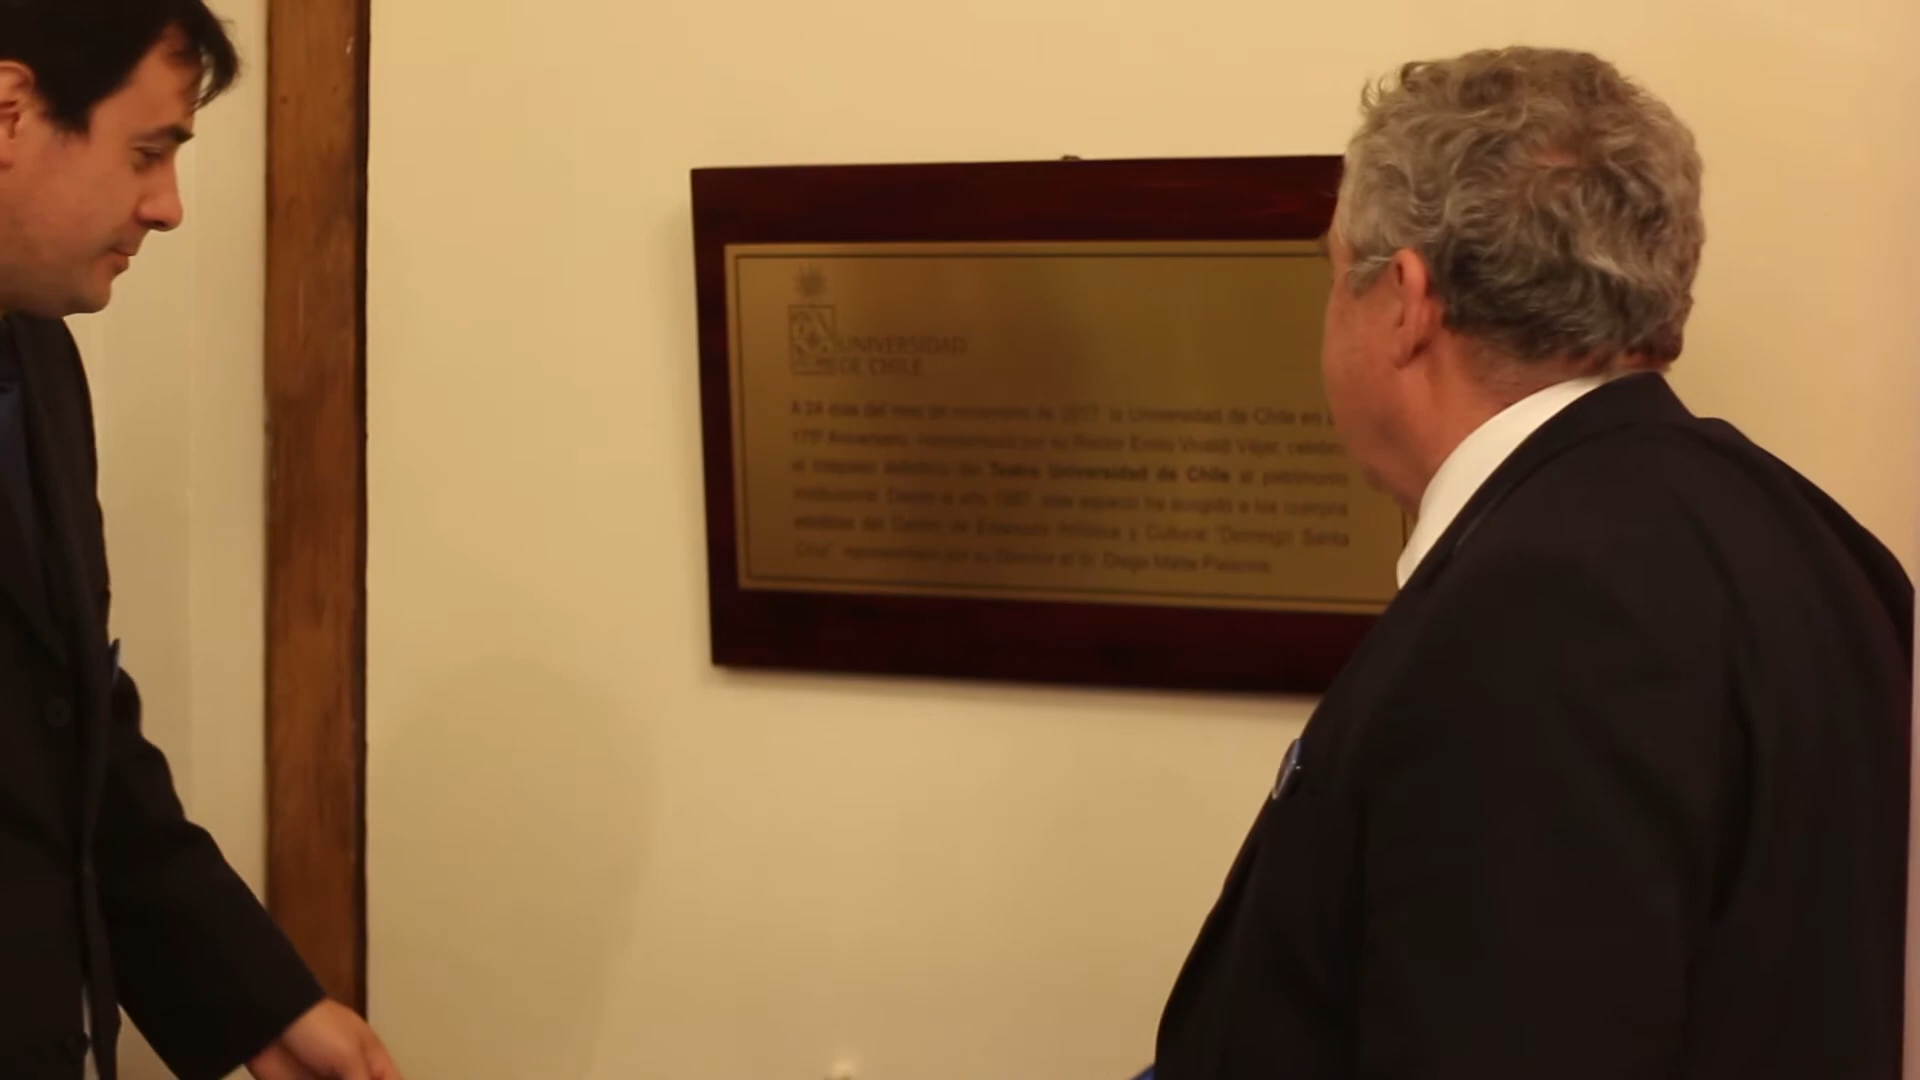 UNIVERSIDAD
DE CHILE
A 24 días del mes de noviembre de 2017, la Universidad de Chile en
175° Aniversario, representada por su Rector Ennio Vivaldi Véjar, celebra
el traspaso definitivo del Teatro Universidad de Chile al patrimonio
institucional. Desde el año este espacio ha acogido a los cuerpos
estables del Centro de Extensión Artística y Cultural "Domingo Santa
Cruz", representado por su Director el Sr. Diego Matte Palacios